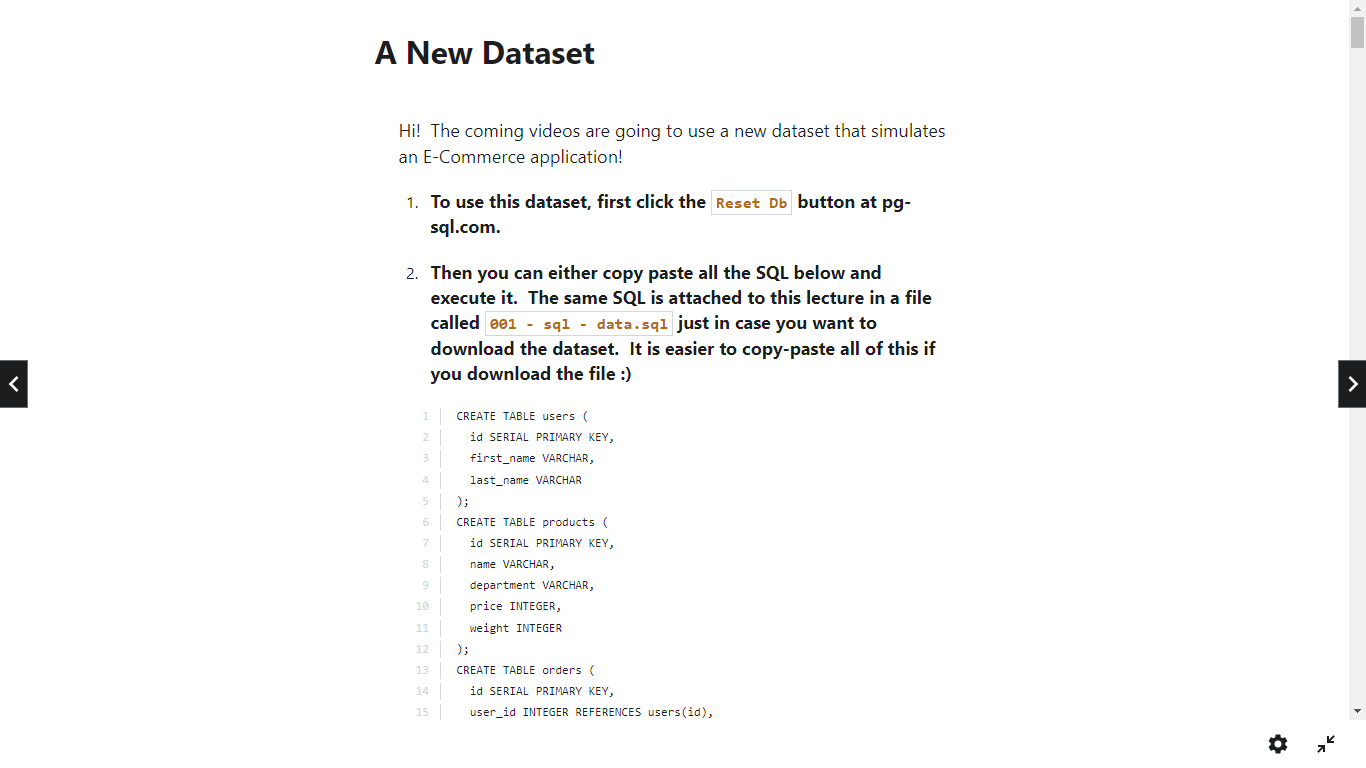 A New Dataset
Hi!  The coming videos are going to use a new dataset that simulates
an E-Commerce application!
1. To use this dataset, first click the Reset Db button at pg-
sql.com.
2. Then you can either copy paste all the SQL below and
execute it.  The same SQL is attached to this lecture in a file
called 001 - sql - data.sql just in case you want to
download the dataset.  It is easier to copy-paste all of this if
you download the file :)
1 CREATE TABLE users (
2   id SERIAL PRIMARY KEY,
3   first_name VARCHAR,
4   last_name VARCHAR
5 );
6 CREATE TABLE products (
7   id SERIAL PRIMARY KEY,
8   name VARCHAR,
9   department VARCHAR,
10   price INTEGER,
11   weight INTEGER
12 );
13 CREATE TABLE orders (
14   id SERIAL PRIMARY KEY,
15   user_id INTEGER REFERENCES users(id),